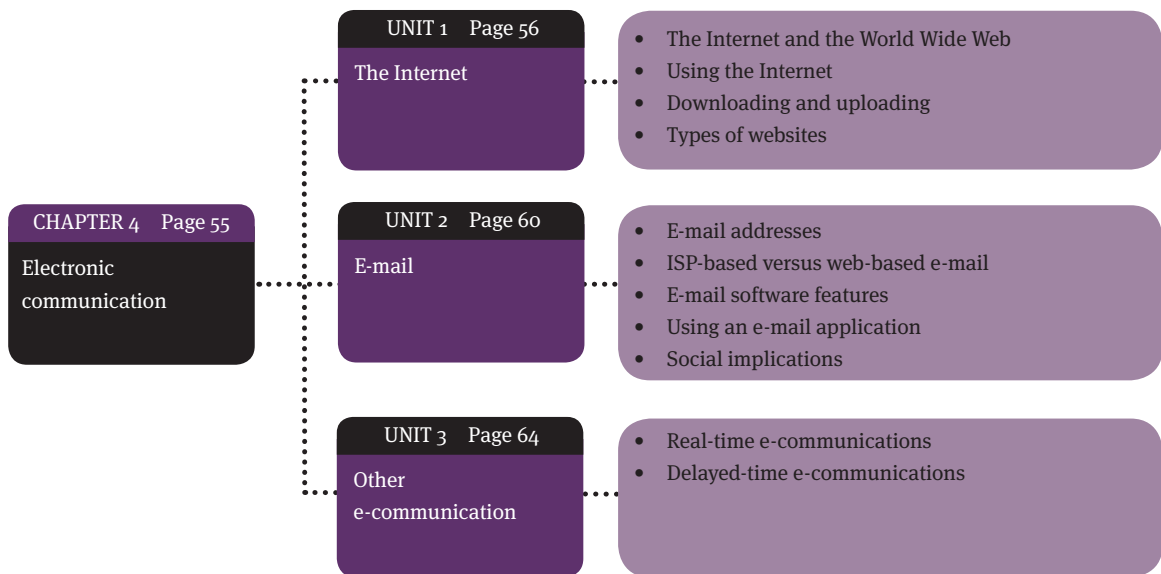 CHAPTER 4 Page 55
Electronic
communication
UNIT 1 Page 56
The Internet
• The Internet and the World Wide Web
• Using the Internet
• Downloading and uploading
• Types of websites
UNIT 2 Page 60
E-mail
• E-mail addresses
• ISP-based versus web-based e-mail
• E-mail software features
• Using an e-mail application
• Social implications
UNIT 3 Page 64
Other
e-communication
• Real-time e-communications
• Delayed-time e-communications